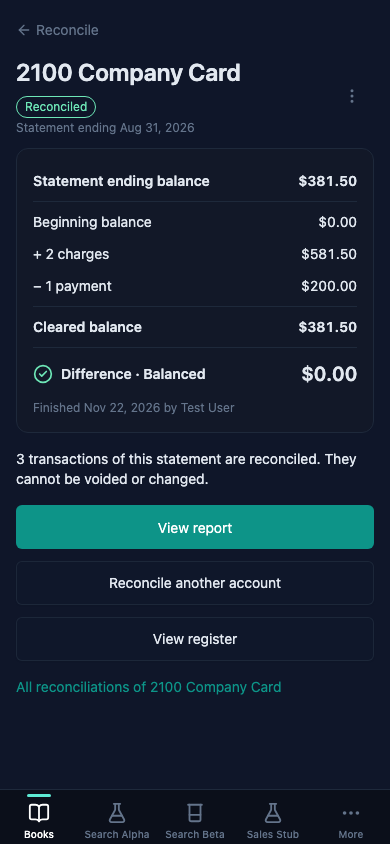 Reconcile
2100 Company Card
Reconciled
Statement ending Aug 31, 2026
Statement ending balance $381.50
Beginning balance $0.00
+ 2 charges $581.50
− 1 payment $200.00
Cleared balance $381.50
Difference · Balanced $0.00
Finished Nov 22, 2026 by Test User
3 transactions of this statement are reconciled. They
cannot be voided or changed.
View report
Reconcile another account
View register
All reconciliations of 2100 Company Card
Books Search Alpha Search Beta Sales Stub More